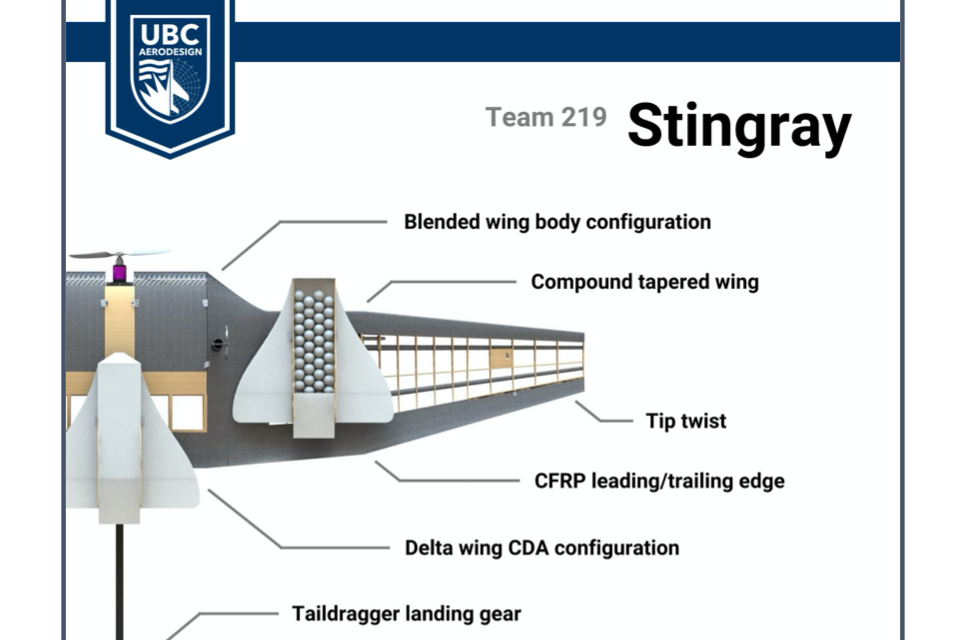 UBC
AERODESIGN
Team 219 Stingray
Blended wing body configuration
Compound tapered wing
Tip twist
CFRP leading/trailing edge
Delta wing CDA configuration
Taildragger landing gear